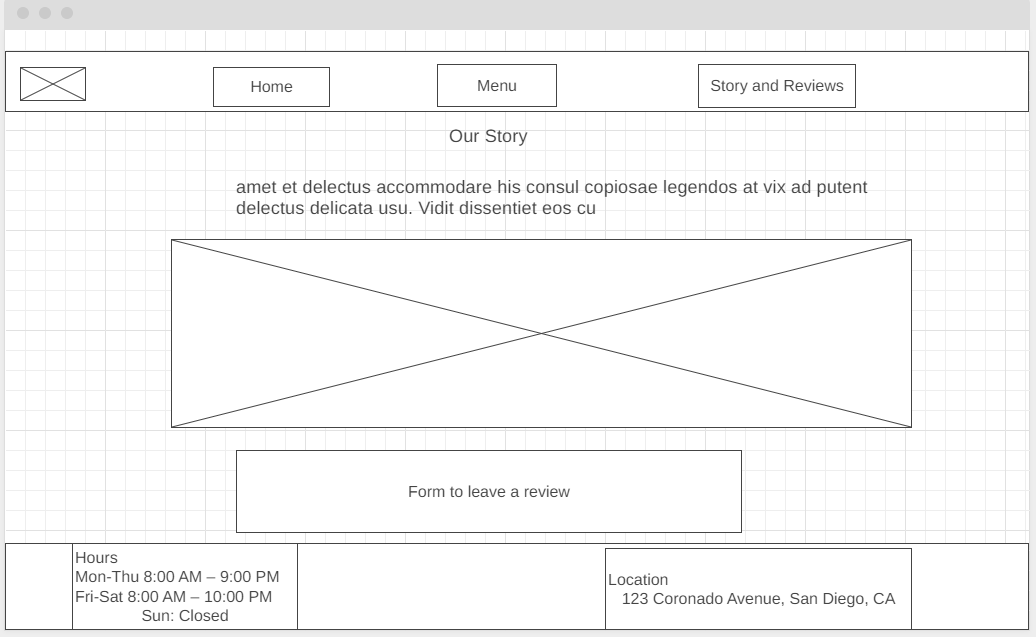 Home
Menu
Story and Reviews
Our Story
amet et delectus accommodare his consul copiosae legendos at vix ad putent
delectus delicata usu. Vidit dissentiet eos cu
Form to leave a review
Hours
Mon-Thu 8:00 AM – 9:00 PM
Fri-Sat 8:00 AM – 10:00 PM
Sun: Closed
Location
123 Coronado Avenue, San Diego, CA